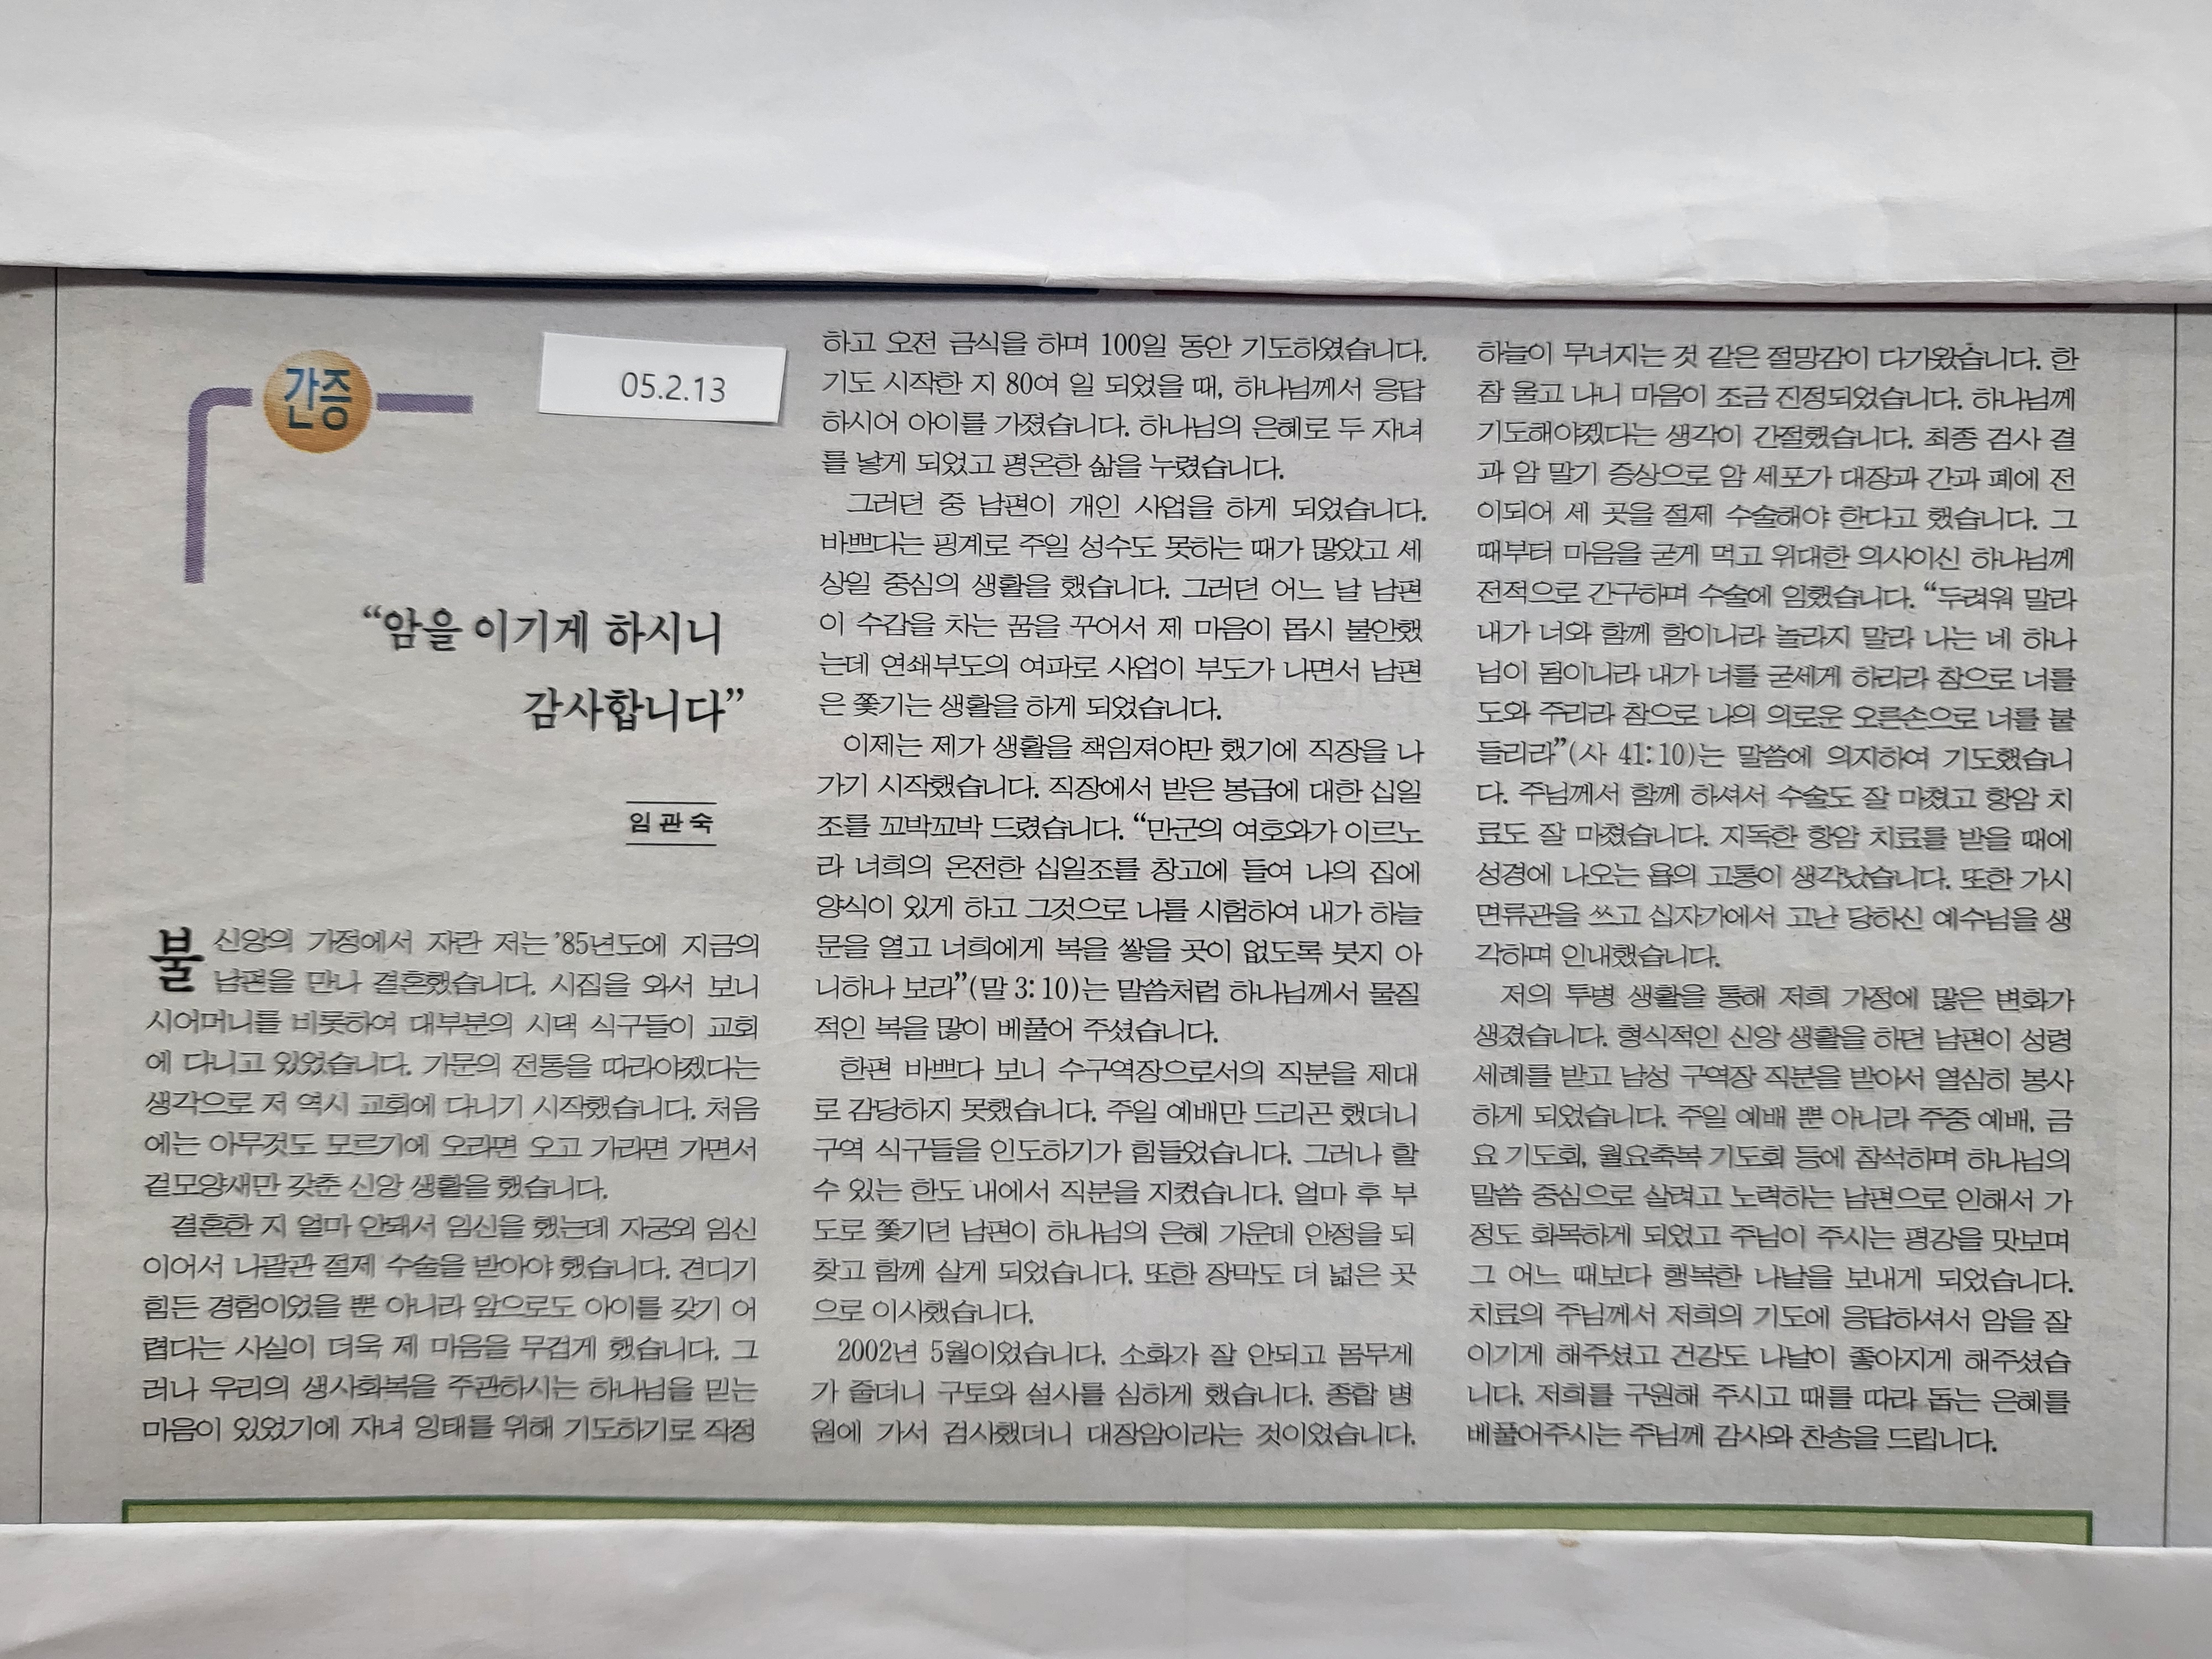 간증
05.2.13
“암을 이기게 하시니
감사합니다”
임관숙
불신앙의 가정에서 자란 저는 ’85년도에 지금의
남편을 만나 결혼했습니다. 시집을 와서 보니
시어머니를 비롯하여 대부분의 시댁 식구들이 교회
에 다니고 있었습니다. 가문의 전통을 따라야겠다는
생각으로 저 역시 교회에 다니기 시작했습니다. 처음
에는 아무것도 모르기에 오라면 오고 가라면 가면서
겉모양새만 갖춘 신앙 생활을 했습니다.
결혼한 지 얼마 안돼서 임신을 했는데 자궁외 임신
이어서 나팔관 절제 수술을 받아야 했습니다. 견디기
힘든 경험이었을 뿐 아니라 앞으로도 아이를 갖기 어
렵다는 사실이 더욱 제 마음을 무겁게 했습니다. 그
러나 우리의 생사화복을 주관하시는 하나님을 믿는
마음이 있었기에 자녀 잉태를 위해 기도하기로 작정
하고 오전 금식을 하며 100일 동안 기도하였습니다.
기도 시작한 지 80여 일 되었을 때, 하나님께서 응답
하시어 아이를 가졌습니다. 하나님의 은혜로 두 자녀
를 낳게 되었고 평온한 삶을 누렸습니다.
그러던 중 남편이 개인 사업을 하게 되었습니다.
바쁘다는 핑계로 주일 성수도 못하는 때가 많았고 세
상일 중심의 생활을 했습니다. 그러던 어느 날 남편
이 수갑을 차는 꿈을 꾸어서 제 마음이 몹시 불안했
는데 연쇄부도의 여파로 사업이 부도가 나면서 남편
은 쫓기는 생활을 하게 되었습니다.
이제는 제가 생활을 책임져야만 했기에 직장을 나
가기 시작했습니다. 직장에서 받은 봉급에 대한 십일
조를 꼬박꼬박 드렸습니다. “만군의 여호와가 이르노
라 너희의 온전한 십일조를 창고에 들여 나의 집에
양식이 있게 하고 그것으로 나를 시험하여 내가 하늘
문을 열고 너희에게 복을 쌓을 곳이 없도록 붓지 아
니하나 보라”(말 3:10)는 말씀처럼 하나님께서 물질
적인 복을 많이 베풀어 주셨습니다.
한편 바쁘다 보니 수구역장으로서의 직분을 제대
로 감당하지 못했습니다. 주일 예배만 드리곤 했더니
구역 식구들을 인도하기가 힘들었습니다. 그러나 할
수 있는 한도 내에서 직분을 지켰습니다. 얼마 후 부
도로 쫓기던 남편이 하나님의 은혜 가운데 안정을 되
찾고 함께 살게 되었습니다. 또한 장막도 더 넓은 곳
으로 이사했습니다.
2002년 5월이었습니다. 소화가 잘 안되고 몸무게
가 줄더니 구토와 설사를 심하게 했습니다. 종합 병
원에 가서 검사했더니 대장암이라는 것이었습니다.
하늘이 무너지는 것 같은 절망감이 다가왔습니다. 한
참 울고 나니 마음이 조금 진정되었습니다. 하나님께
기도해야겠다는 생각이 간절했습니다. 최종 검사 결
과 암 말기 증상으로 암 세포가 대장과 간과 폐에 전
이되어 세 곳을 절제 수술해야 한다고 했습니다. 그
때부터 마음을 굳게 먹고 위대한 의사이신 하나님께
전적으로 간구하며 수술에 임했습니다. “두려워 말라
내가 너와 함께 함이니라 놀라지 말라 나는 네 하나
님이 됨이니라 내가 너를 굳세게 하리라 참으로 너를
도와 주리라 참으로 나의 의로운 오른손으로 너를 붙
들리라”(사 41:10)는 말씀에 의지하여 기도했습니
다. 주님께서 함께 하셔서 수술도 잘 마쳤고 항암 치
료도 잘 마쳤습니다. 지독한 항암 치료를 받을 때에
성경에 나오는 욥의 고통이 생각났습니다. 또한 가시
면류관을 쓰고 십자가에서 고난 당하신 예수님을 생
각하며 인내했습니다.
저의 투병 생활을 통해 저희 가정에 많은 변화가
생겼습니다. 형식적인 신앙 생활을 하던 남편이 성령
세례를 받고 남성 구역장 직분을 받아서 열심히 봉사
하게 되었습니다. 주일 예배 뿐 아니라 주중 예배, 금
요 기도회, 월요축복 기도회 등에 참석하며 하나님의
말씀 중심으로 살려고 노력하는 남편으로 인해서 가
정도 화목하게 되었고 주님이 주시는 평강을 맛보며
그 어느 때보다 행복한 나날을 보내게 되었습니다.
치료의 주님께서 저희의 기도에 응답하셔서 암을 잘
이기게 해주셨고 건강도 나날이 좋아지게 해주셨습
니다. 저희를 구원해 주시고 때를 따라 돕는 은혜를
베풀어주시는 주님께 감사와 찬송을 드립니다.